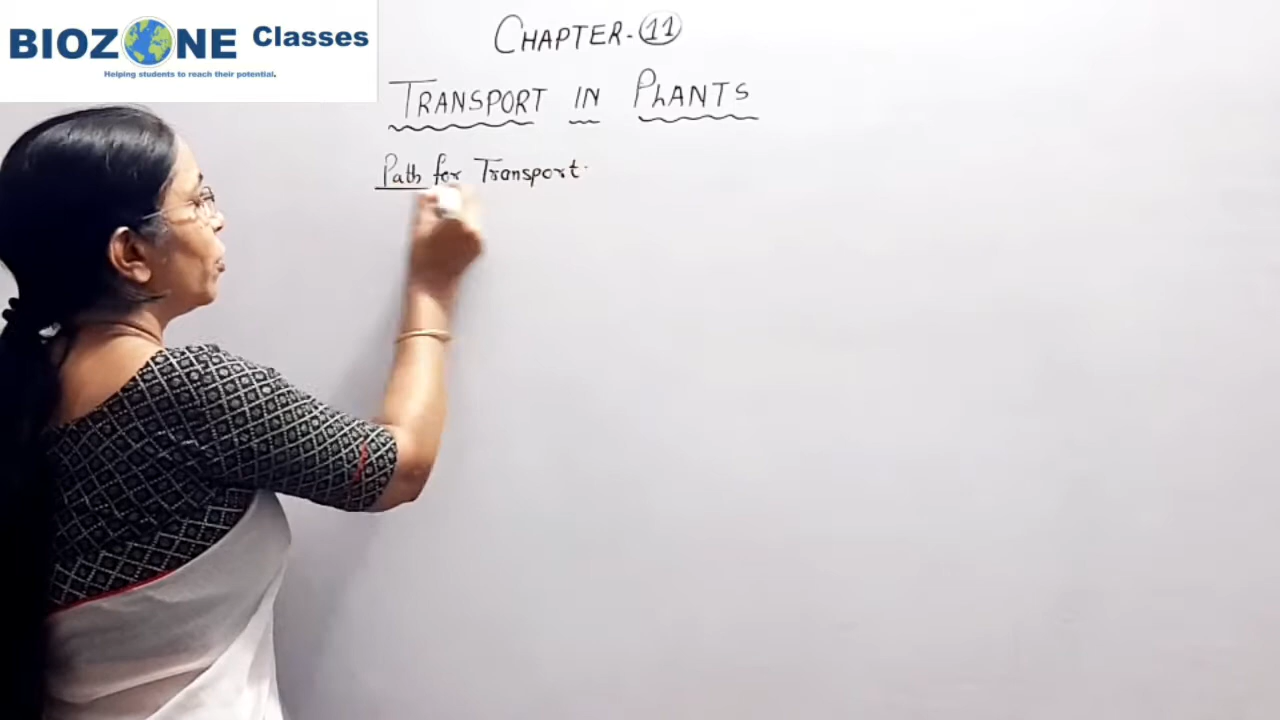 BIOZONE Classes
Helping students to reach their potential.
CHAPTER-11
TRANSPORT IN PLANTS
Path for Transport.